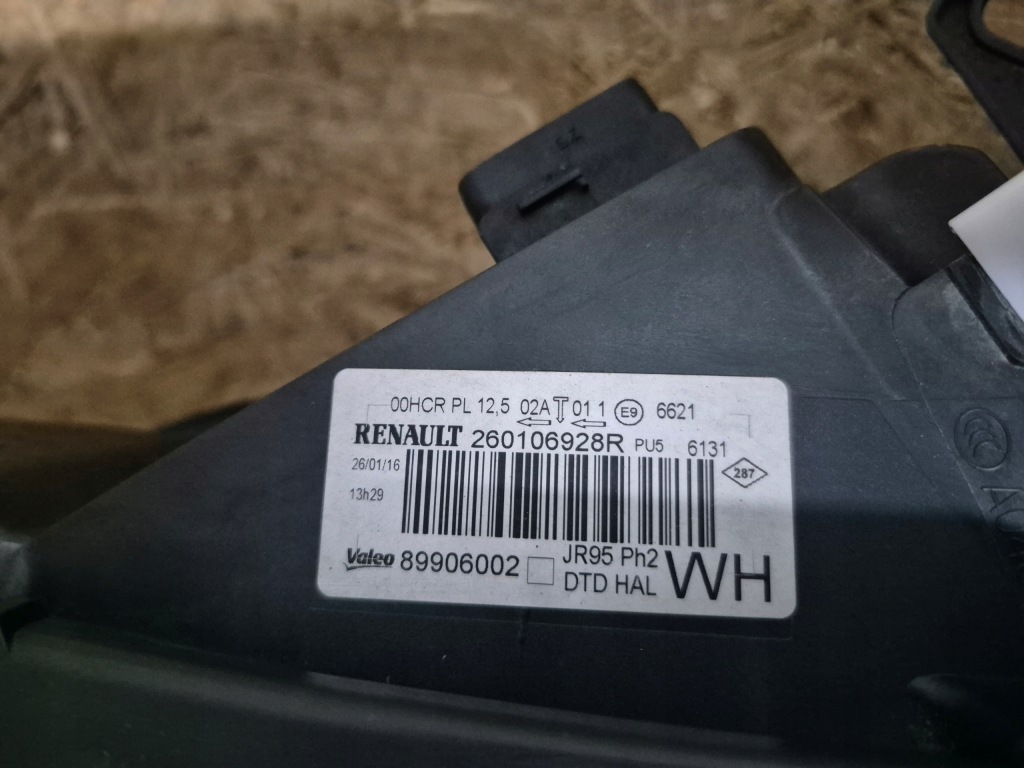 00HCR PL 12,5 02A 01 1 E9 6621
RENAULT 260106928R PU5 6131
26/01/16
287
13h29
Valeo 89906002 JR95 Ph2 WH
DTD HAL